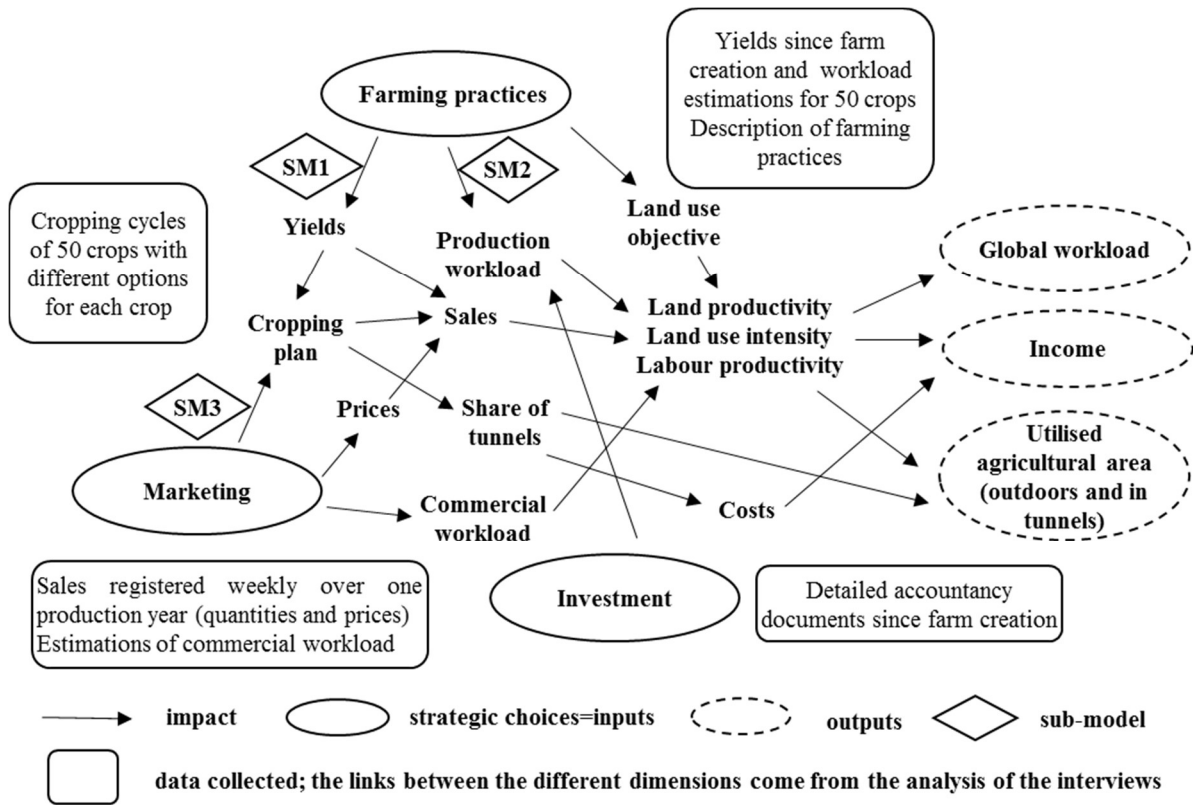 Farming practices
Yields since farm
creation and workload
estimations for 50 crops
Description of farming
practices
SM1
SM2
Cropping cycles
of 50 crops with
different options
for each crop
Yields
Production
workload
Land use
objective
Global workload
Cropping
plan
Sales
Land productivity
Land use intensity
Labour productivity
Income
SM3
Prices
Share of
tunnels
Utilised
agricultural area
(outdoors and in
tunnels)
Marketing
Commercial
workload
Costs
Sales registered weekly over one
production year (quantities and prices)
Estimations of commercial workload
Investment
Detailed accountancy
documents since farm creation
impact
strategic choices=inputs
outputs
sub-model
data collected; the links between the different dimensions come from the analysis of the interviews